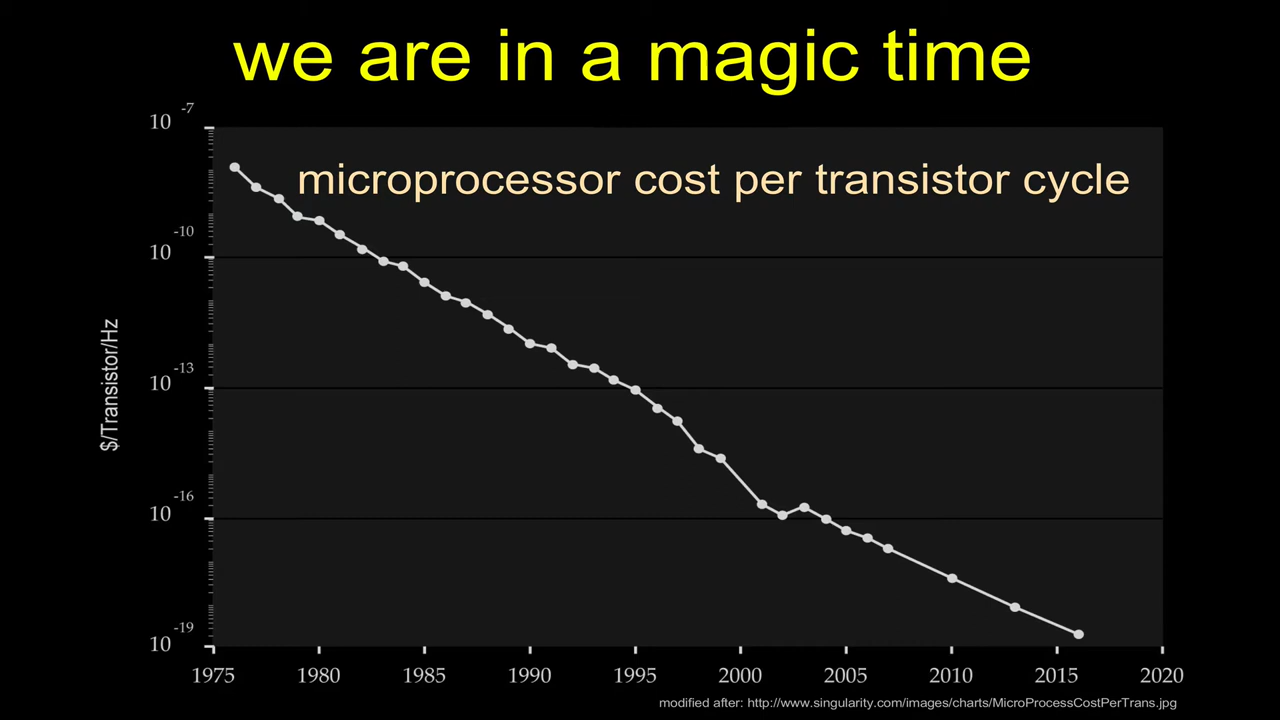 we are in a magic time
microprocessor cost per transistor cycle
$/Transistor/Hz
10 -7
10 -10
10 -13
10 -16
10 -19
1975 1980 1985 1990 1995 2000 2005 2010 2015 2020
modified after: http://www.singularity.com/images/charts/MicroProcessCostPerTrans.jpg